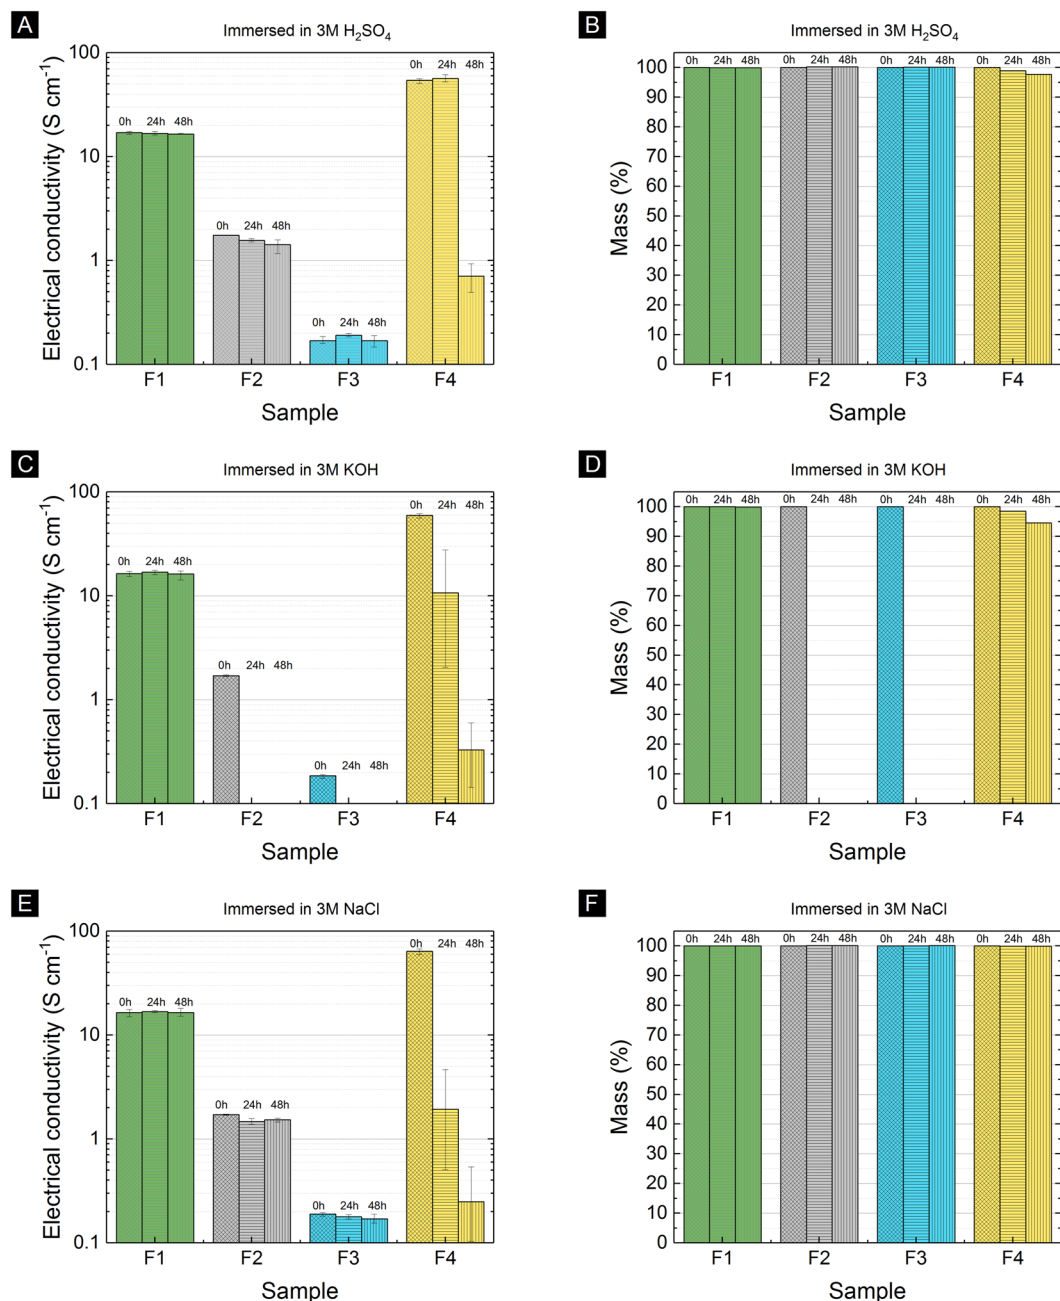 A
Immersed in 3M H₂SO₄
Electrical conductivity (S cm⁻¹)
100
10
1
0.1
0h 24h 48h
0h 24h 48h
0h 24h 48h
0h 24h 48h
F1 F2 F3 F4
Sample
B
Immersed in 3M H₂SO₄
Mass (%)
100
90
80
70
60
50
40
30
20
10
0
0h 24h 48h
0h 24h 48h
0h 24h 48h
0h 24h 48h
F1 F2 F3 F4
Sample
C
Immersed in 3M KOH
Electrical conductivity (S cm⁻¹)
100
10
1
0.1
0h 24h 48h
0h 24h 48h
0h 24h 48h
0h 24h 48h
F1 F2 F3 F4
Sample
D
Immersed in 3M KOH
Mass (%)
100
90
80
70
60
50
40
30
20
10
0
0h 24h 48h
0h 24h 48h
0h 24h 48h
0h 24h 48h
F1 F2 F3 F4
Sample
E
Immersed in 3M NaCl
Electrical conductivity (S cm⁻¹)
100
10
1
0.1
0h 24h 48h
0h 24h 48h
0h 24h 48h
0h 24h 48h
F1 F2 F3 F4
Sample
F
Immersed in 3M NaCl
Mass (%)
100
90
80
70
60
50
40
30
20
10
0
0h 24h 48h
0h 24h 48h
0h 24h 48h
0h 24h 48h
F1 F2 F3 F4
Sample